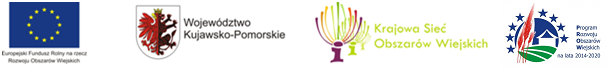 Europejski Fundusz Rolny na rzecz
Rozwoju Obszarów Wiejskich
Województwo
Kujawsko-Pomorskie
Krajowa Sieć
Obszarów Wiejskich
Program
Rozwoju
Obszarów
Wiejskich
na lata 2014-2020